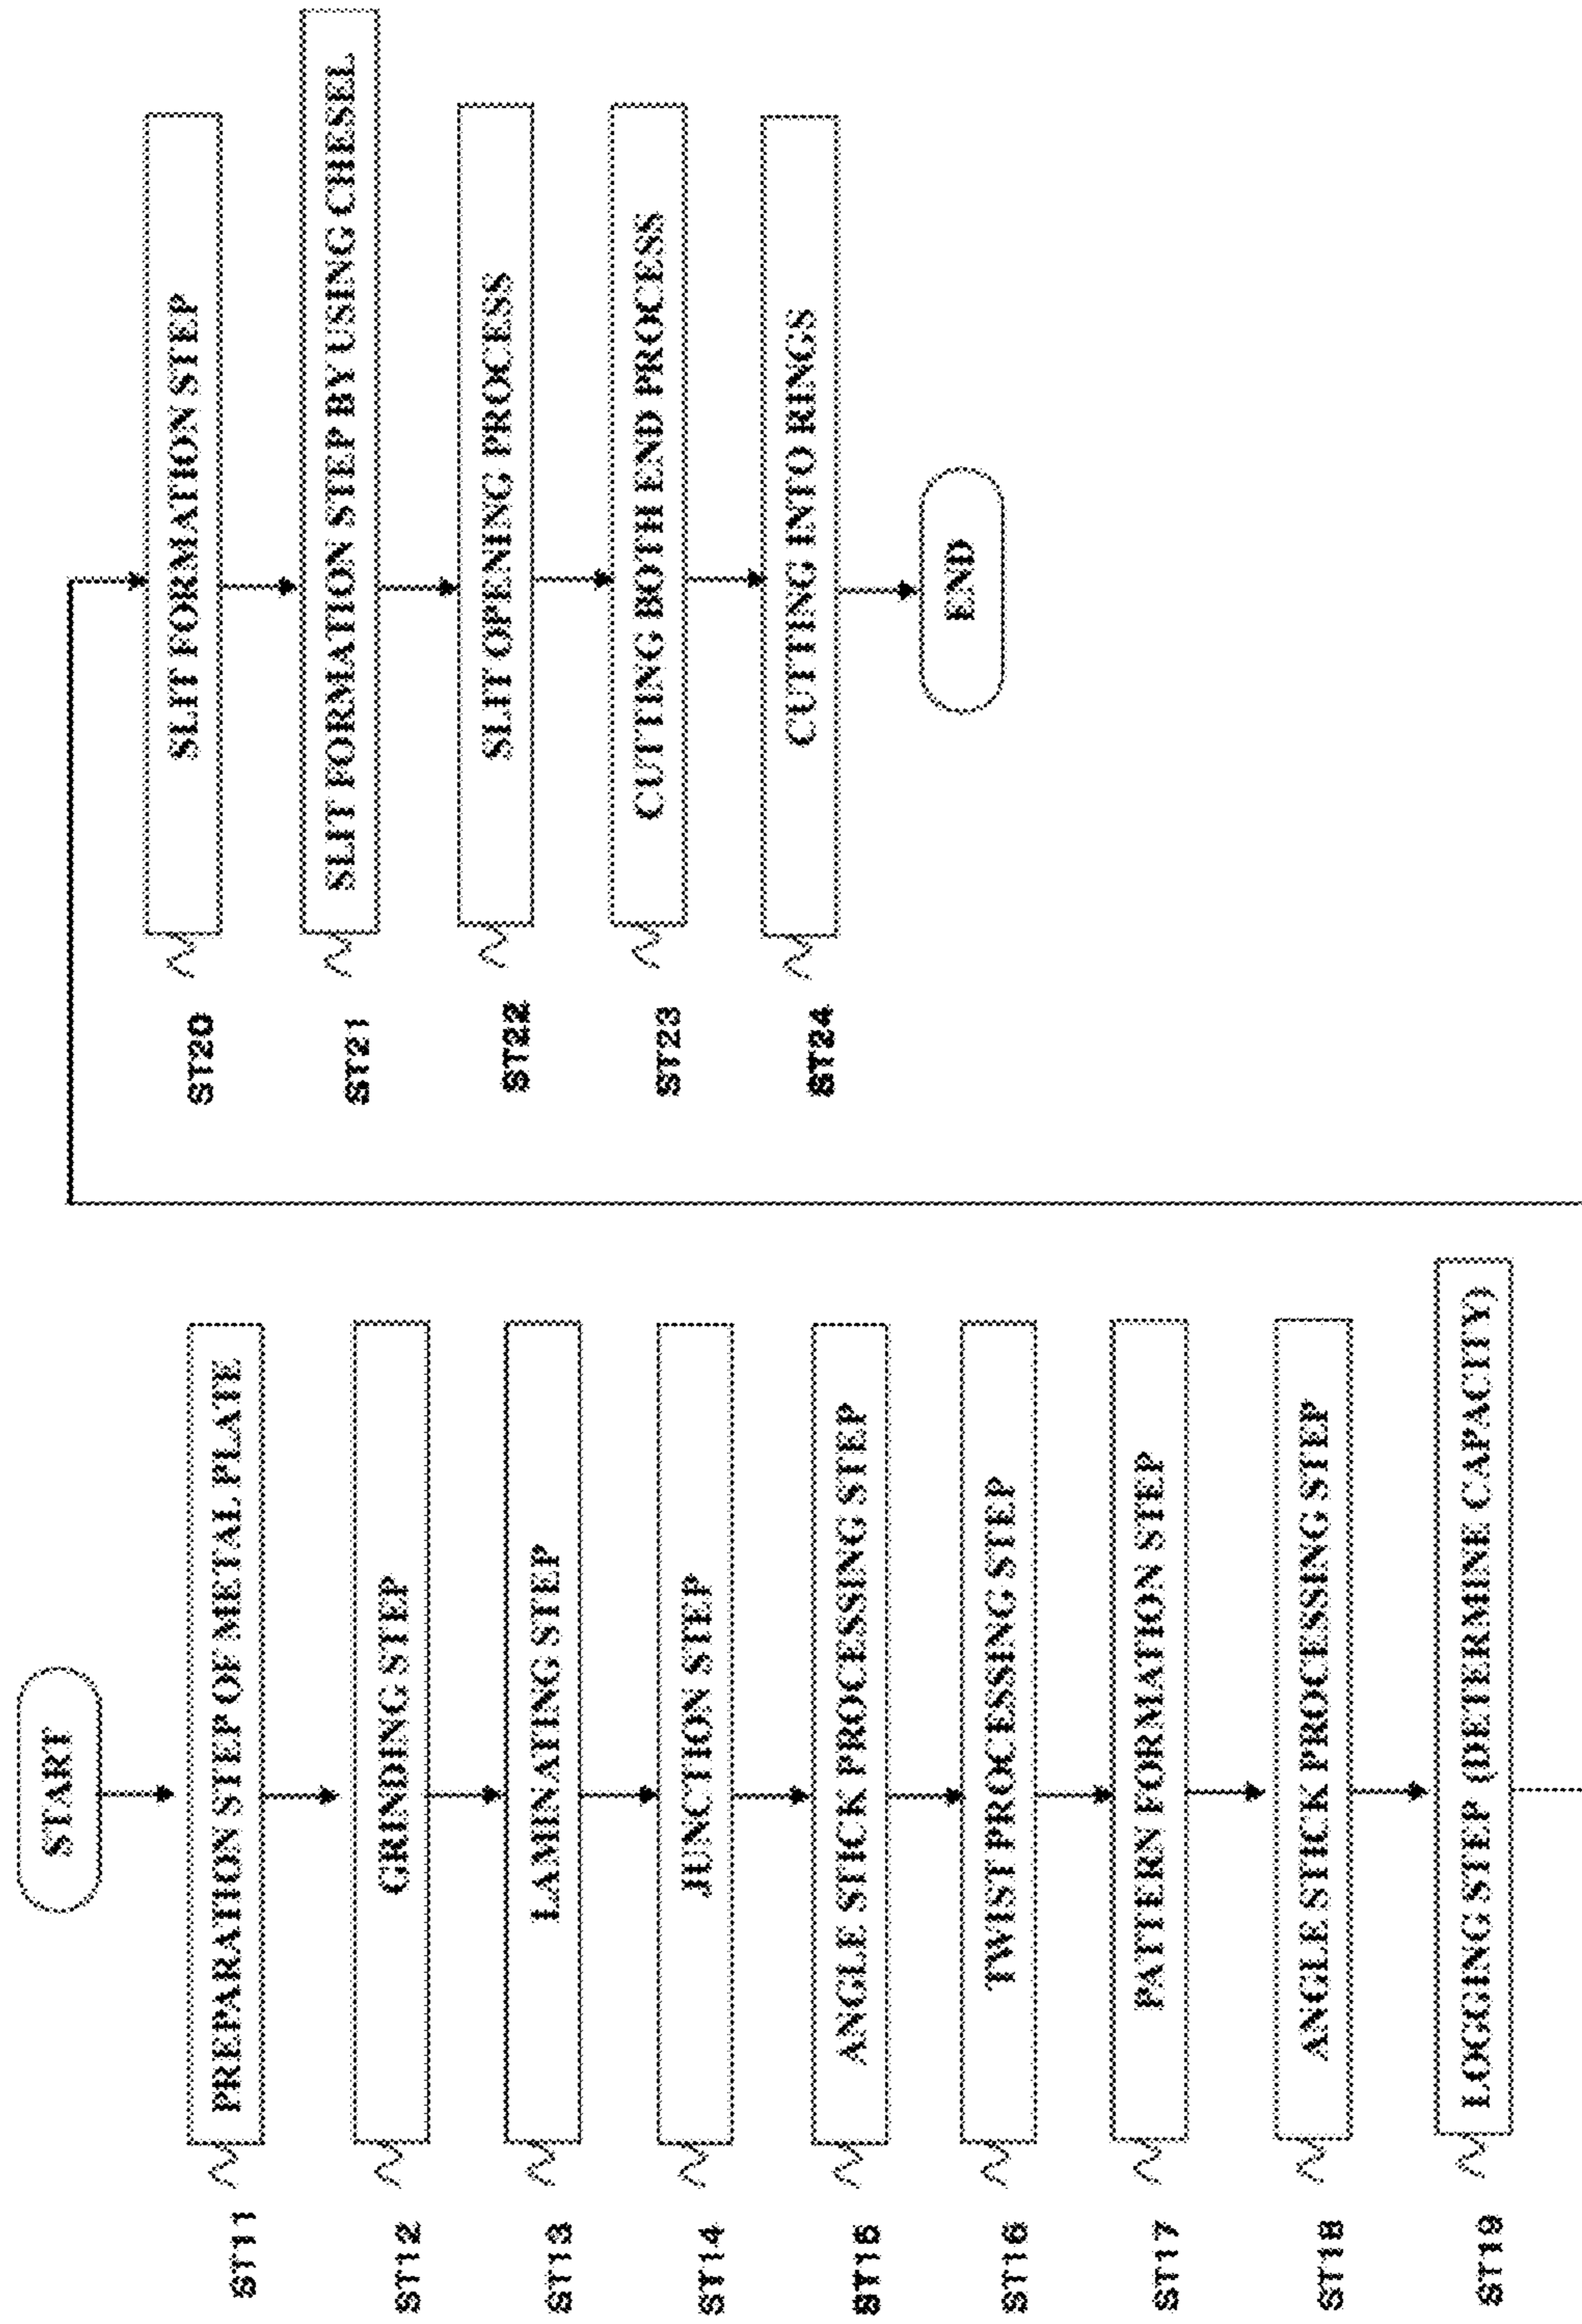 START
ST11 PREPARATION STEP OF METAL PLATE
ST12 GRINDING STEP
ST13 LAMINATING STEP
ST14 JUNCTION STEP
ST15 ANGLE STICK PROCESSING STEP
ST16 TWIST PROCESSING STEP
ST17 PATTERN FORMATION STEP
ST18 ANGLE STICK PROCESSING STEP
ST19 LOGGING STEP (DETERMINE CAPACITY)
ST20 SLIT FORMATION STEP
ST21 SLIT FORMATION STEP BY USING CHESEL
ST22 SLIT OPENING PROCESS
ST23 CUTTING BOTH END PROCESS
ST24 CUTTING INTO RINGS
END